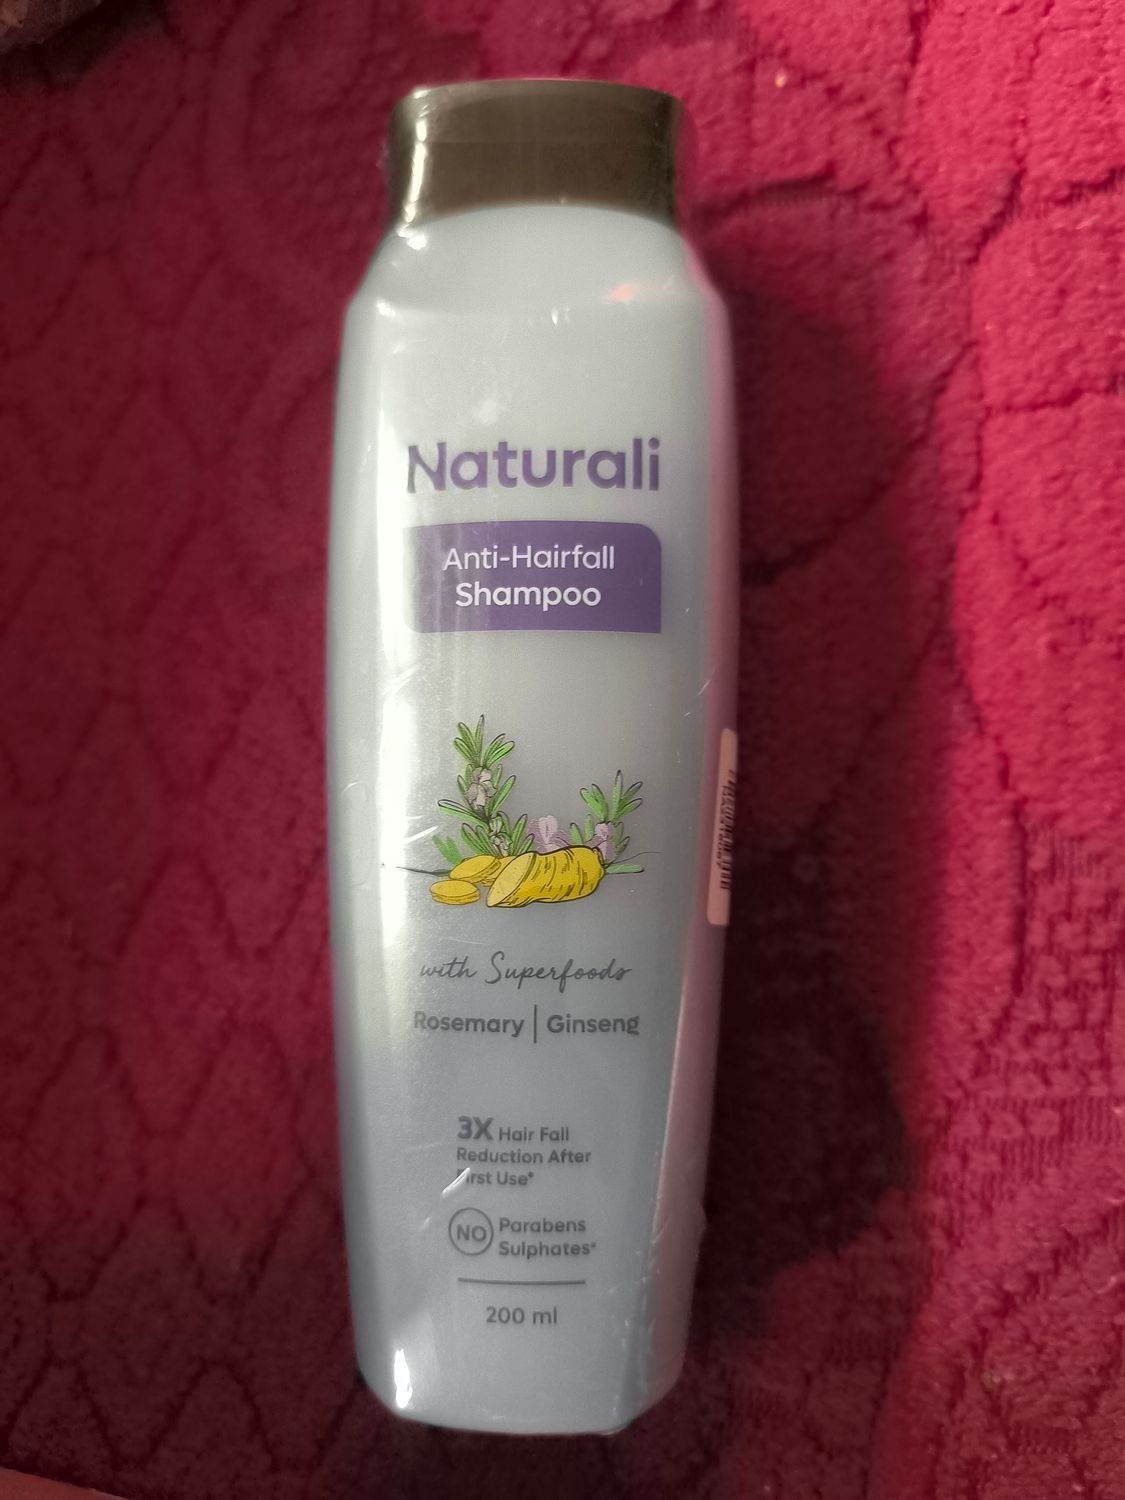 Naturali
Anti-Hairfall
Shampoo
with Superfoods
Rosemary | Ginseng
3X Hair Fall
Reduction After
First Use*
NO Parabens
Sulphates*
200 ml